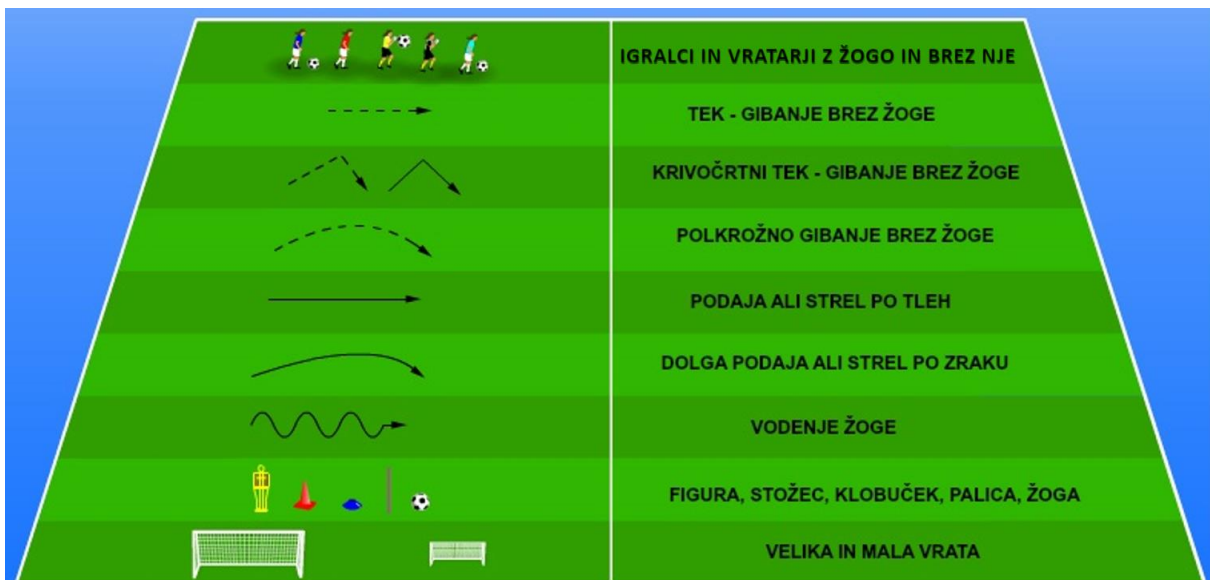 IGRALCI IN VRATARJI Z ŽOGO IN BREZ NJE
TEK - GIBANJE BREZ ŽOGE
KRIVOČRTNI TEK - GIBANJE BREZ ŽOGE
POLKROŽNO GIBANJE BREZ ŽOGE
PODAJA ALI STREL PO TLEH
DOLGA PODAJA ALI STREL PO ZRAKU
VODENJE ŽOGE
FIGURA, STOŽEC, KLOBUČEK, PALICA, ŽOGA
VELIKA IN MALA VRATA